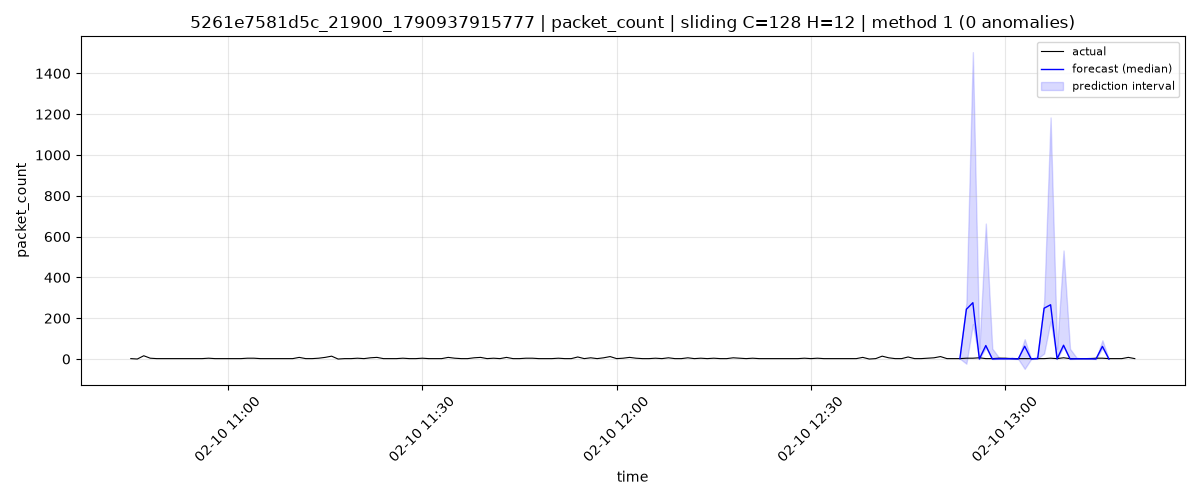 5261e7581d5c_21900_1790937915777 | packet_count | sliding C=128 H=12 | method 1 (0 anomalies)
actual
forecast (median)
prediction interval
packet_count
1400
1200
1000
800
600
400
200
0
02-10 11:00
02-10 11:30
02-10 12:00
02-10 12:30
02-10 13:00
time